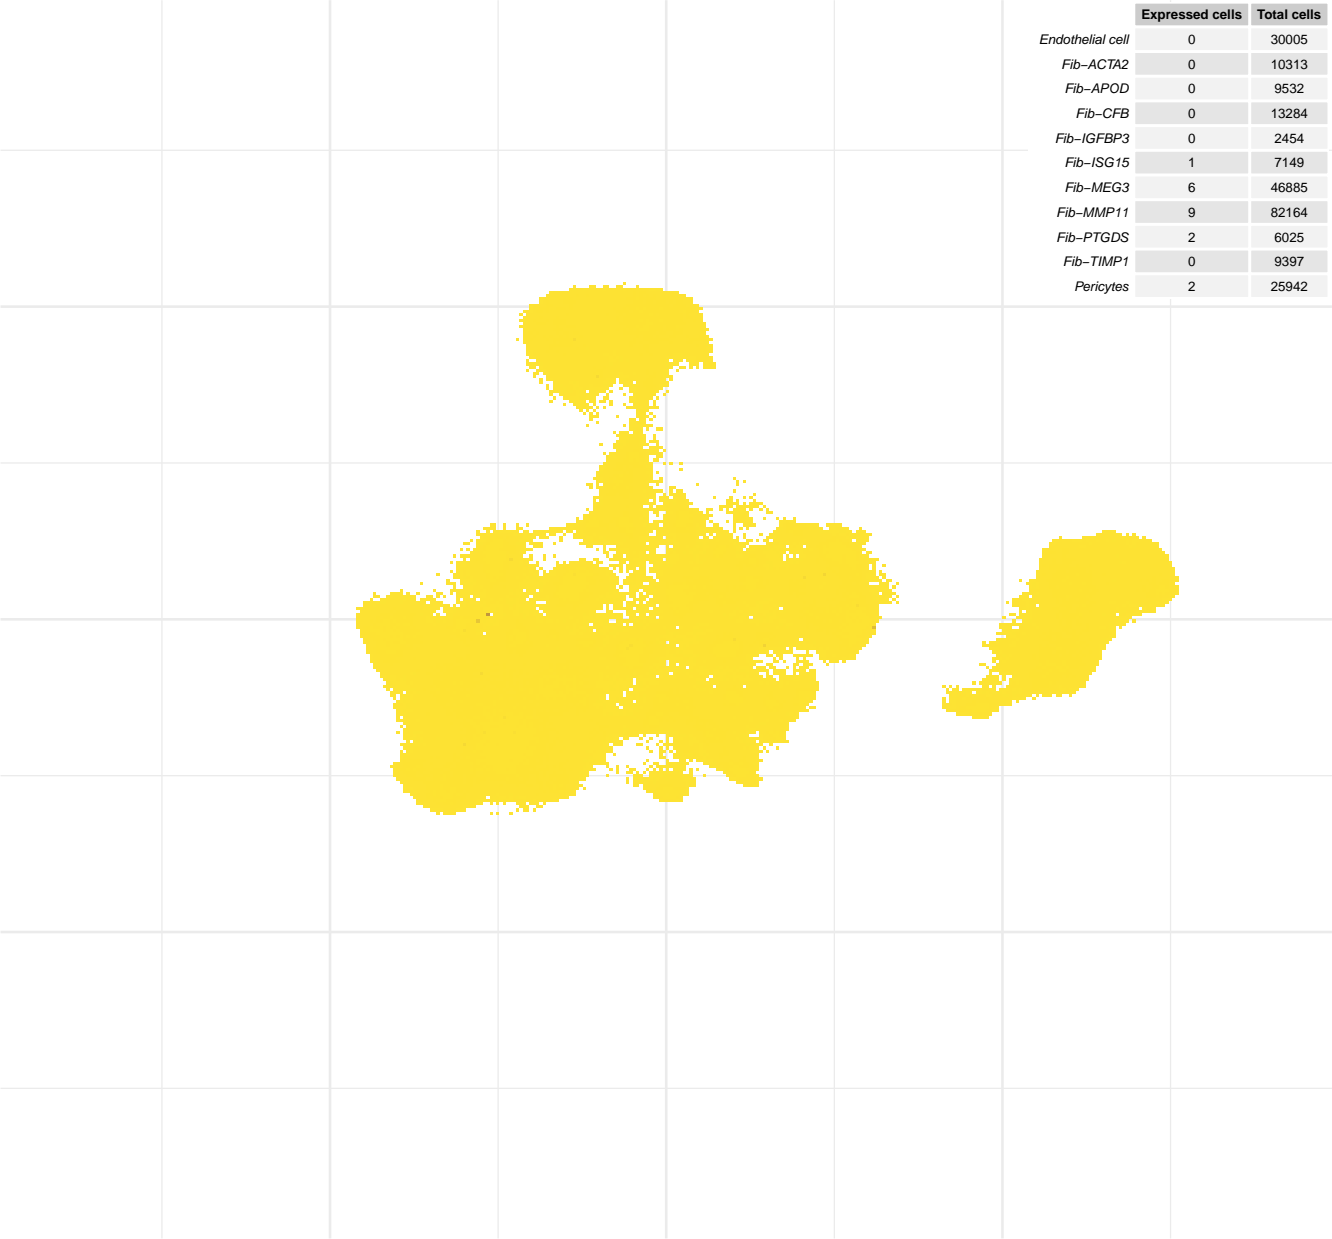 Expressed cells Total cells
Endothelial cell 0 30005
Fib−ACTA2 0 10313
Fib−APOD 0 9532
Fib−CFB 0 13284
Fib−IGFBP3 0 2454
Fib−ISG15 1 7149
Fib−MEG3 6 46885
Fib−MMP11 9 82164
Fib−PTGDS 2 6025
Fib−TIMP1 0 9397
Pericytes 2 25942